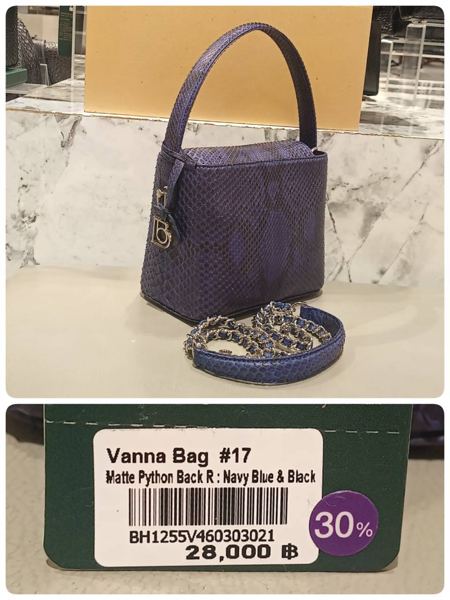 B
Vanna Bag #17
Matte Python Back R : Navy Blue & Black
BH1255V460303021
28,000 ฿
30%